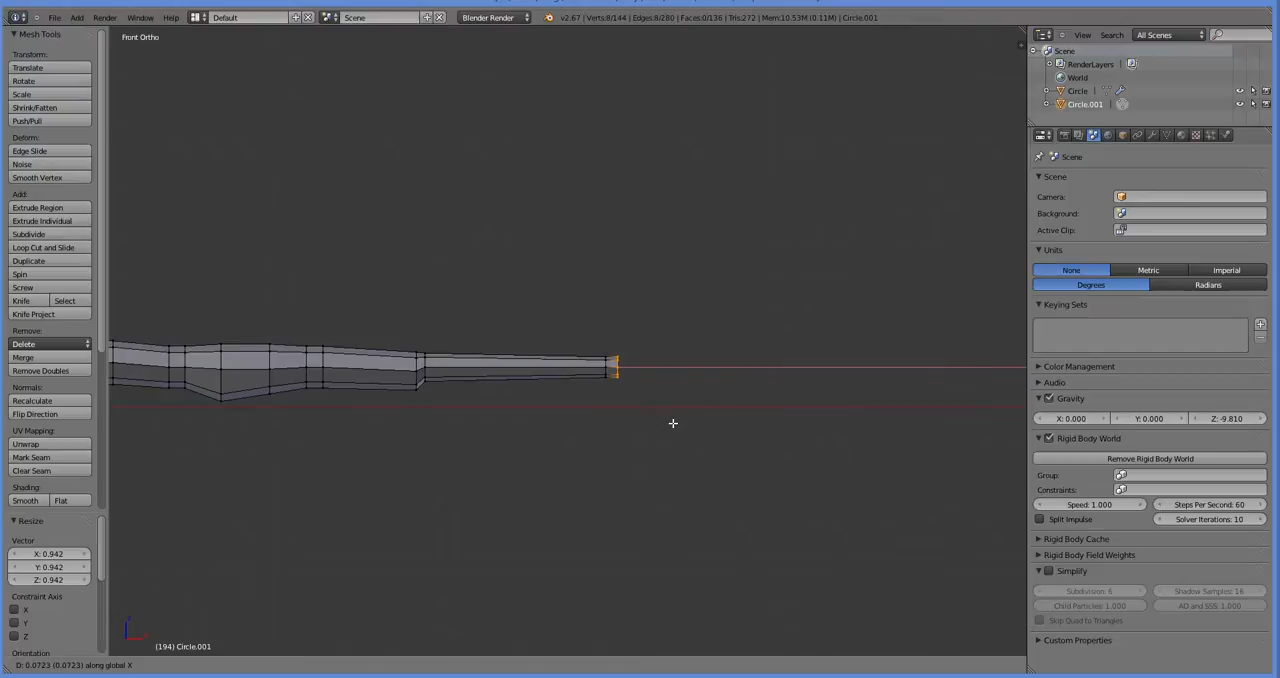 File Add Render Window Help Default Scene Blender Render v2.67 | Verts:8/144 | Edges:8/280 | Faces:0/136 | Tris:272 | Mem:10.53M (0.11M) | Circle.001
Mesh Tools
Transform:
Translate
Rotate
Scale
Shrink/Fatten
Push/Pull
Deform:
Edge Slide
Noise
Smooth Vertex
Add:
Extrude Region
Extrude Individual
Subdivide
Loop Cut and Slide
Duplicate
Spin
Screw
Knife Select
Knife Project
Remove:
Delete
Merge
Remove Doubles
Normals:
Recalculate
Flip Direction
UV Mapping:
Unwrap
Mark Seam
Clear Seam
Shading:
Smooth Flat
Resize
Vector
X: 0.942
Y: 0.942
Z: 0.942
Constraint Axis
X
Y
Z
Orientation
Front Ortho
(194) Circle.001
D: 0.0723 (0.0723) along global X
View Search All Scenes
Scene
RenderLayers
World
Circle
Circle.001
Scene
Scene
Camera:
Background:
Active Clip:
Units
None Metric Imperial
Degrees Radians
Keying Sets
Color Management
Audio
Gravity
X: 0.000 Y: 0.000 Z: -9.810
Rigid Body World
Remove Rigid Body World
Group:
Constraints:
Speed: 1.000 Steps Per Second: 60
Split Impulse Solver Iterations: 10
Rigid Body Cache
Rigid Body Field Weights
Simplify
Subdivision: 6 Shadow Samples: 16
Child Particles: 1.000 AO and SSS: 1.000
Skip Quad to Triangles
Custom Properties